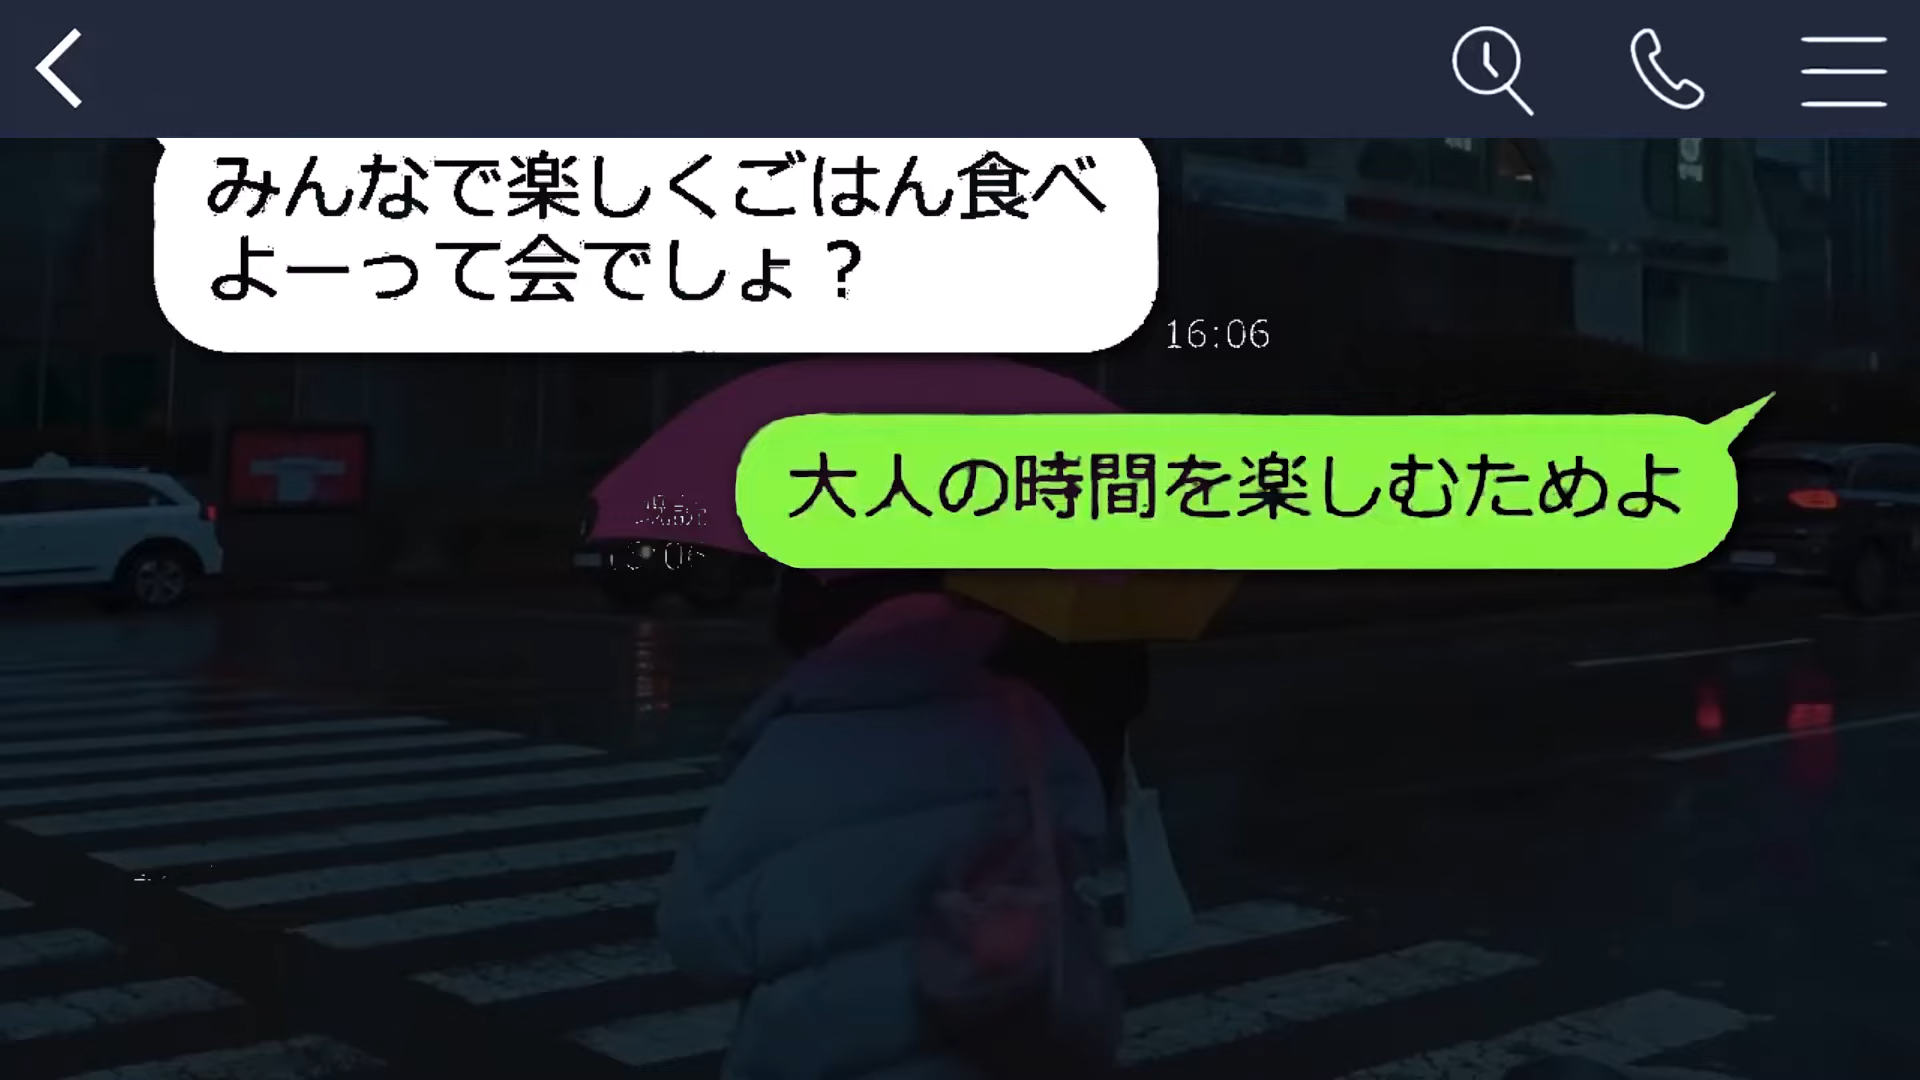 みんなで楽しくごはん食べ
よーって会でしょ？
16:06
大人の時間を楽しむためよ